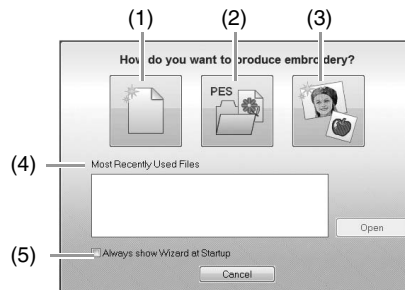 (1) (2) (3)
How do you want to produce embroidery?
PES
(4) Most Recently Used Files
Open
(5) Always show Wizard at Startup
Cancel